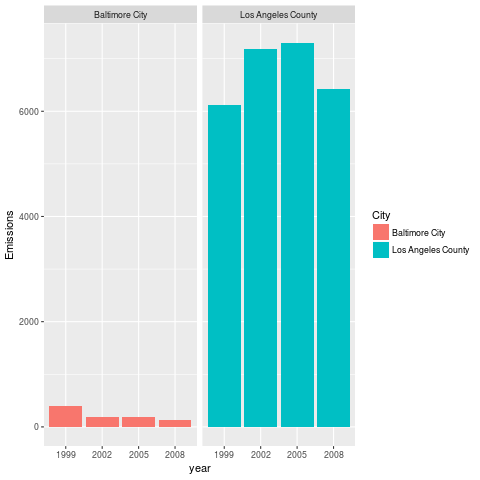 Baltimore City
Los Angeles County
6000
4000
2000
0
Emissions
1999 2002 2005 2008
1999 2002 2005 2008
year
City
Baltimore City
Los Angeles County